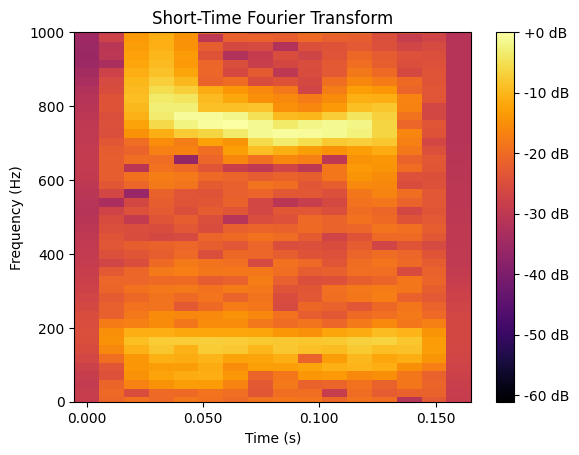 Short-Time Fourier Transform
1000
800
600
400
200
0
Frequency (Hz)
0.000
0.050
0.100
0.150
Time (s)
+0 dB
-10 dB
-20 dB
-30 dB
-40 dB
-50 dB
-60 dB